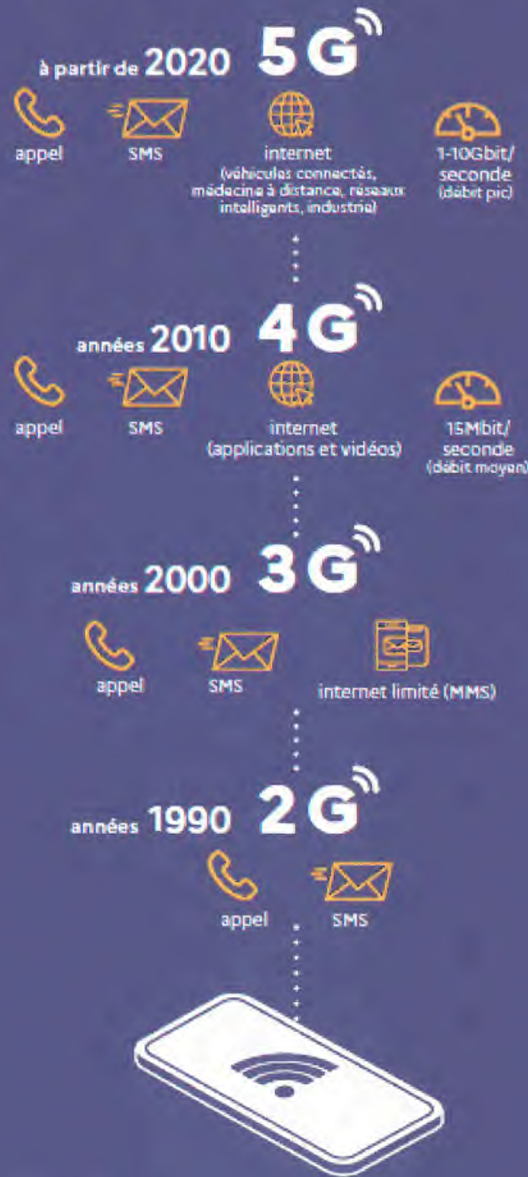 à partir de 2020 5G
appel
SMS
internet
(véhicules connectés,
médecine à distance, réseaux
intelligents, industrie)
1-10Gbit/
seconde
(débit pic)
années 2010 4G
appel
SMS
internet
(applications et vidéos)
15Mbit/
seconde
(débit moyen)
années 2000 3G
appel
SMS
internet limité (MMS)
années 1990 2G
appel
SMS